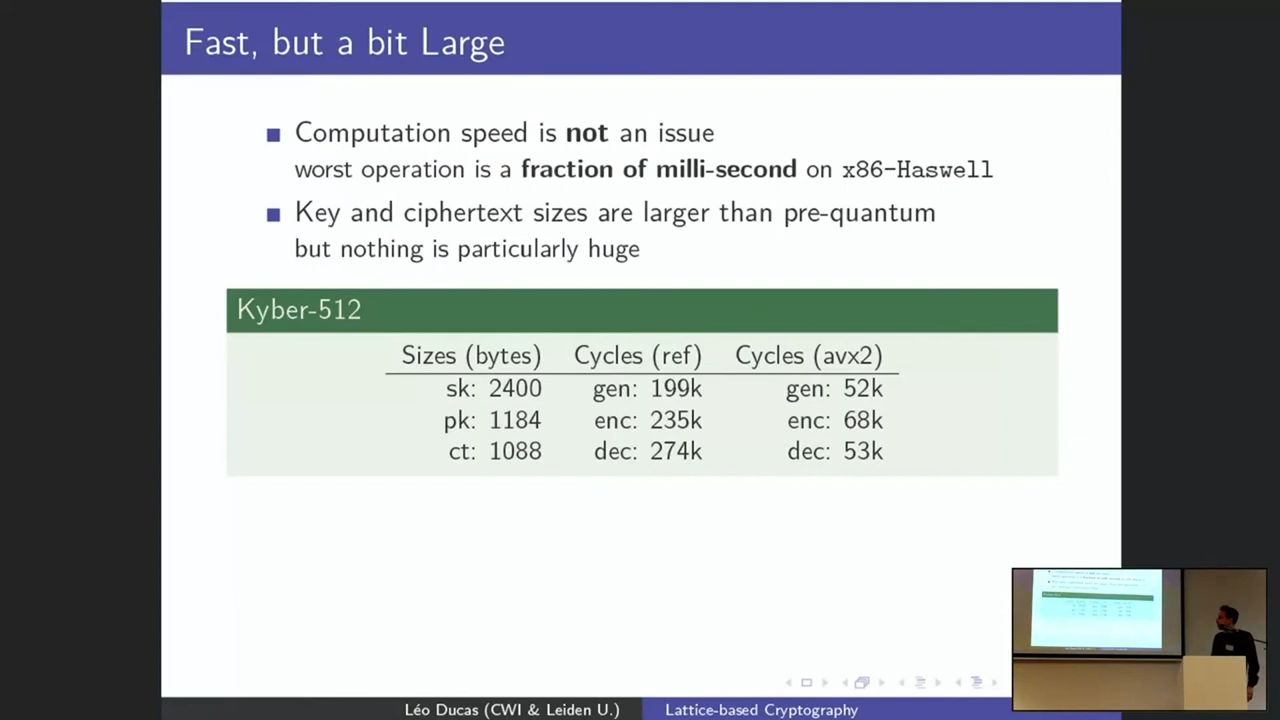 Fast, but a bit Large
Computation speed is not an issue
worst operation is a fraction of milli-second on x86-Haswell
Key and ciphertext sizes are larger than pre-quantum
but nothing is particularly huge
Kyber-512
Sizes (bytes) Cycles (ref) Cycles (avx2)
sk: 2400 gen: 199k gen: 52k
pk: 1184 enc: 235k enc: 68k
ct: 1088 dec: 274k dec: 53k
Léo Ducas (CWI & Leiden U.) Lattice-based Cryptography